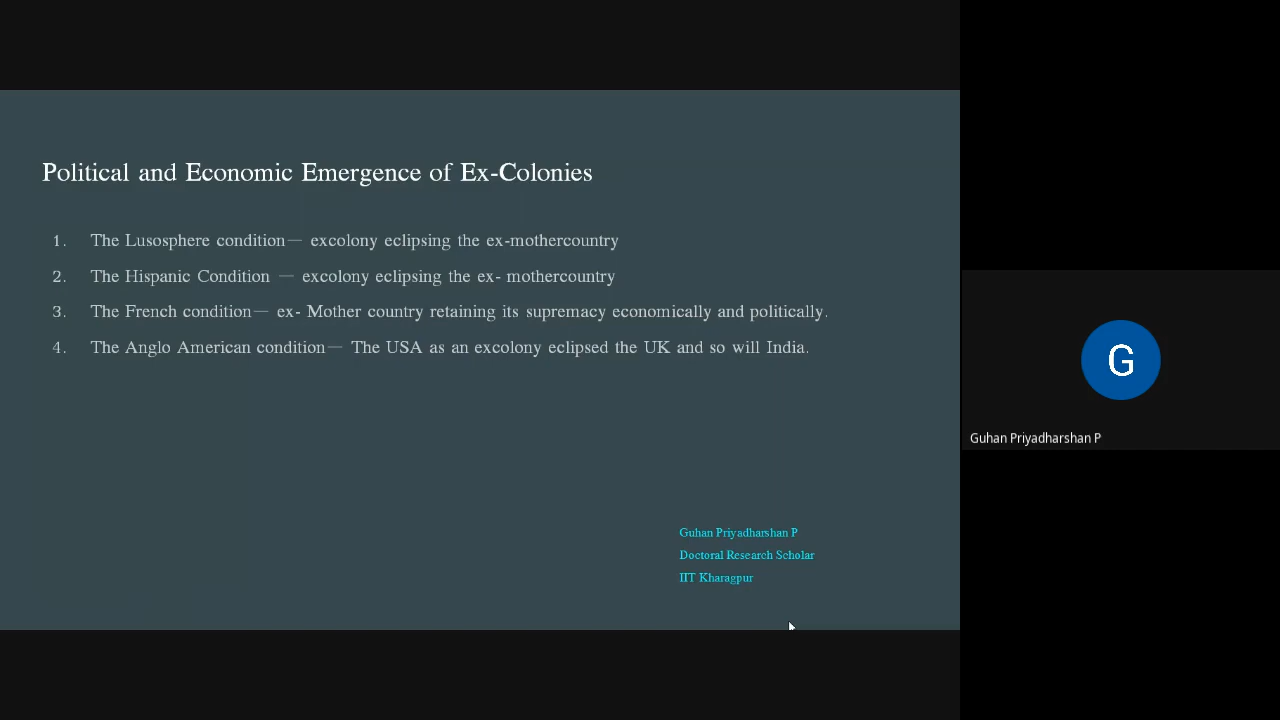 Political and Economic Emergence of Ex-Colonies
1. The Lusosphere condition— excolony eclipsing the ex-mothercountry
2. The Hispanic Condition — excolony eclipsing the ex- mothercountry
3. The French condition— ex- Mother country retaining its supremacy economically and politically.
4. The Anglo American condition— The USA as an excolony eclipsed the UK and so will India.
Guhan Priyadharshan P
Doctoral Research Scholar
IIT Kharagpur
G
Guhan Priyadharshan P